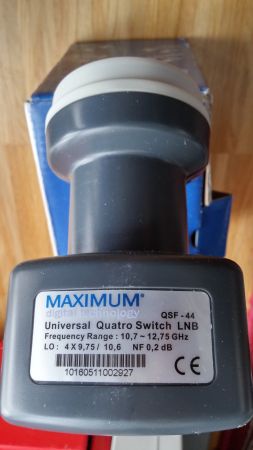 MAXIMUM®
digital technology QSF - 44
Universal Quatro Switch LNB
Frequency Range : 10,7 ~ 12,75 GHz
LO : 4 X 9,75 / 10,6 NF 0,2 dB
10160511002927 CE